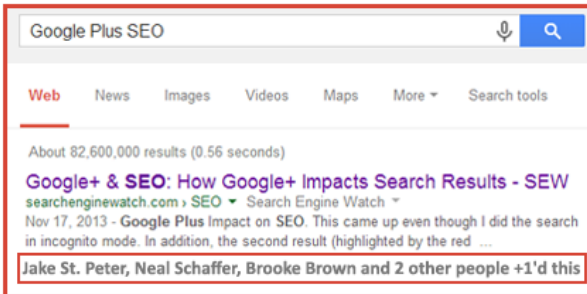 Google Plus SEO
Web News Images Videos Maps More Search tools
About 82,600,000 results (0.56 seconds)
Google+ & SEO: How Google+ Impacts Search Results - SEW
searchenginewatch.com › SEO Search Engine Watch
Nov 17, 2013 - Google Plus Impact on SEO. This came up even though I did the search
in incognito mode. In addition, the second result (highlighted by the red ...
Jake St. Peter, Neal Schaffer, Brooke Brown and 2 other people +1'd this